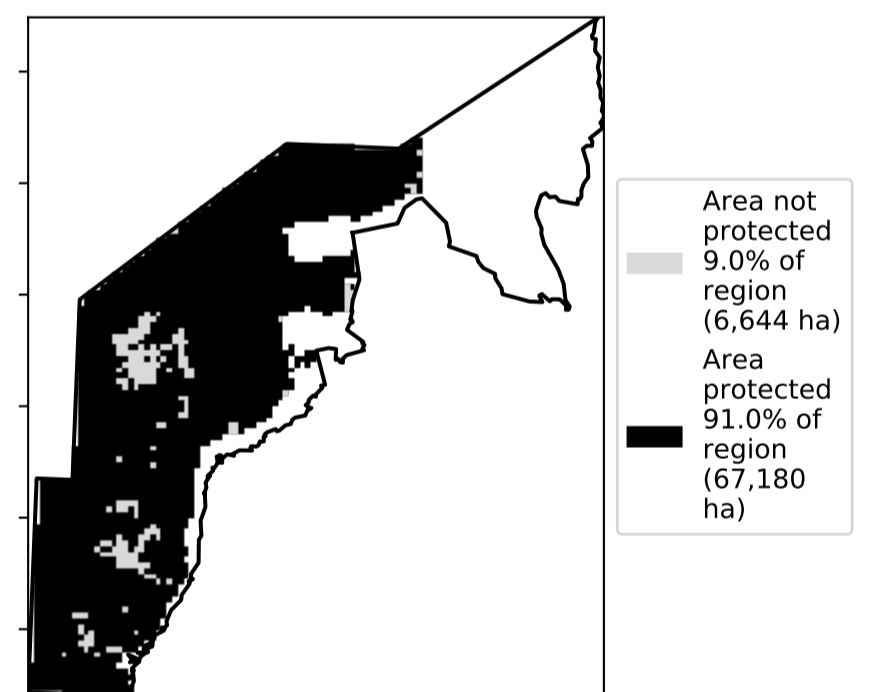 Area not
protected
9.0% of
region
(6,644 ha)
Area
protected
91.0% of
region
(67,180
ha)